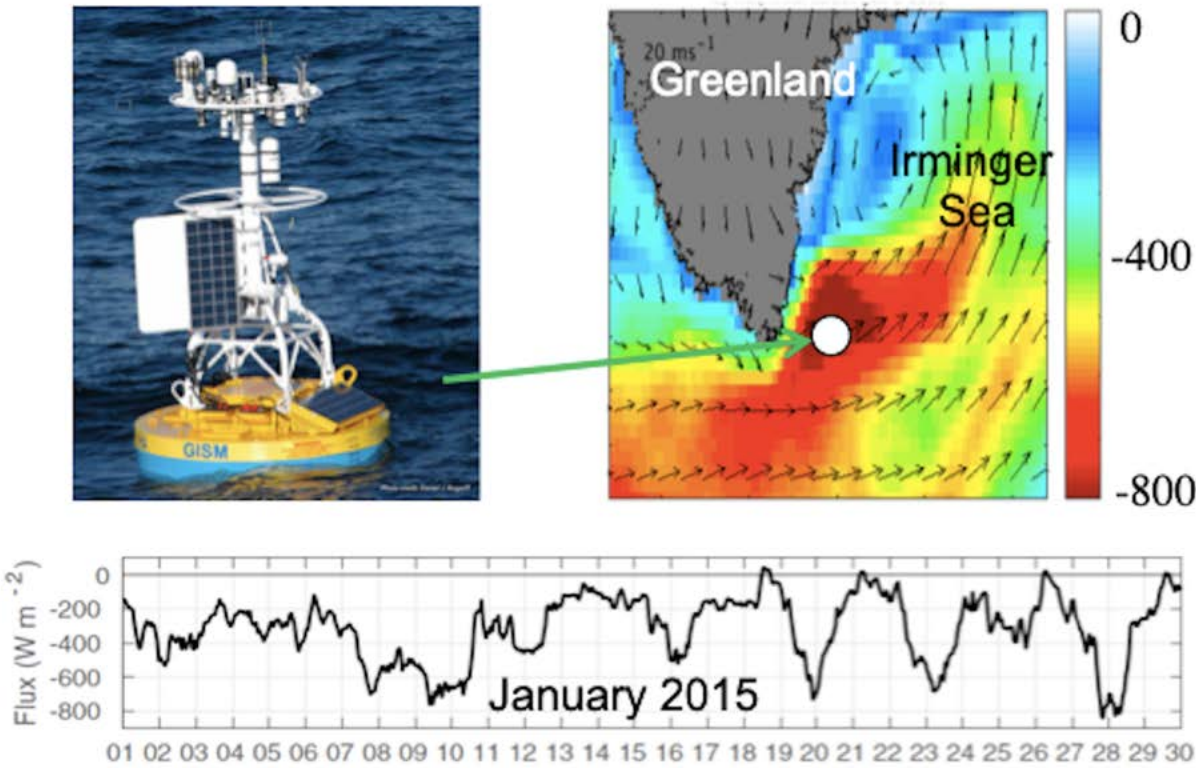 20 ms⁻¹
Greenland
Irminger
Sea
0
-400
-800
GISM
Flux (W m⁻²)
0
-200
-400
-600
-800
January 2015
01 02 03 04 05 06 07 08 09 10 11 12 13 14 15 16 17 18 19 20 21 22 23 24 25 26 27 28 29 30